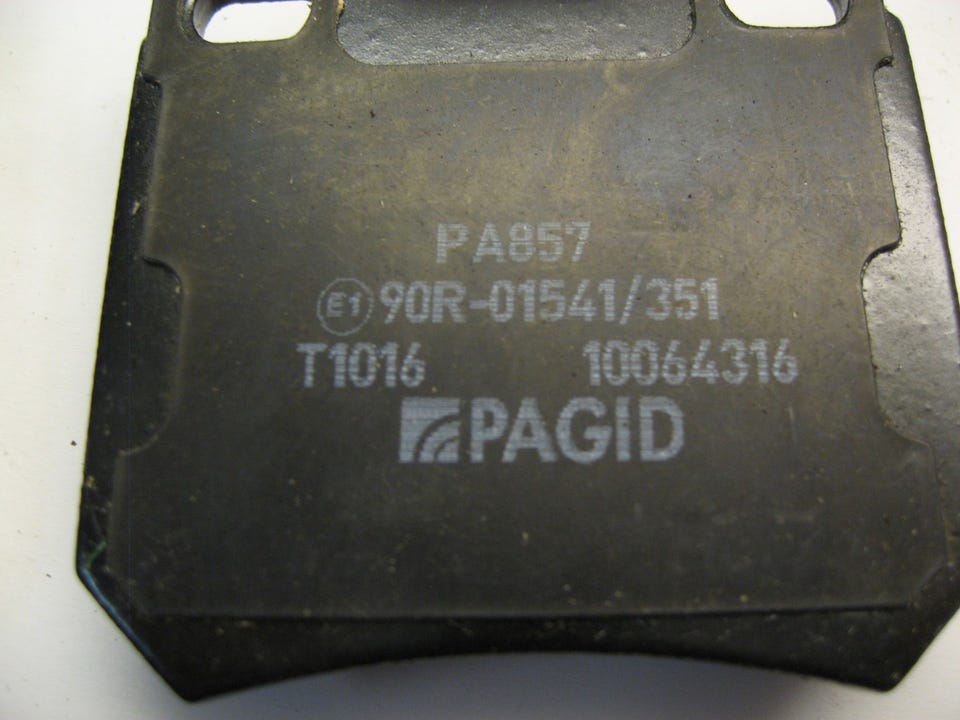 PA857
E1 90R-01541/351
T1016 10064316
PAGID